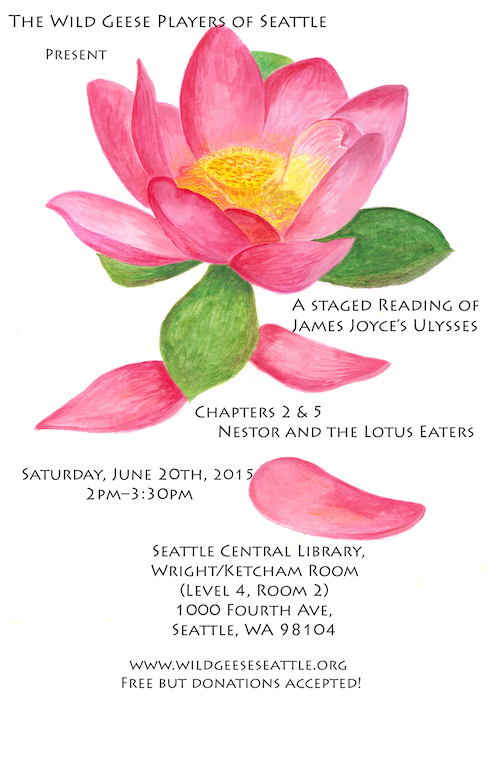 The Wild Geese Players of Seattle
Present
A staged Reading of
James Joyce's Ulysses
Chapters 2 & 5
Nestor and the Lotus Eaters
Saturday, June 20th, 2015
2pm–3:30pm
Seattle Central Library,
Wright/Ketcham Room
(Level 4, Room 2)
1000 Fourth Ave,
Seattle, WA 98104
www.wildgeeseseattle.org
Free but donations accepted!